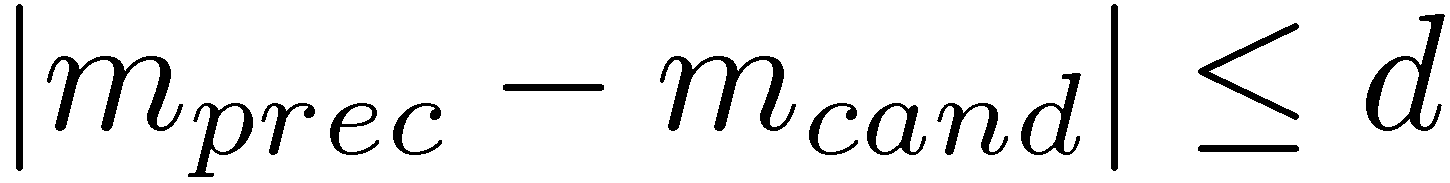 |m_{prec} − m_{cand}| ≤ d